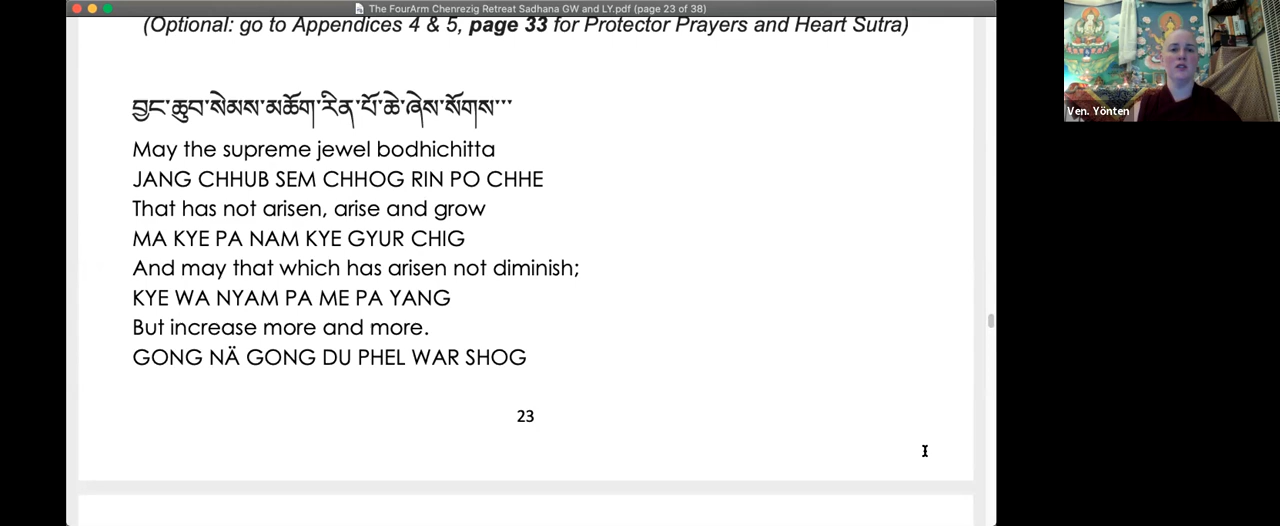 The FourArm Chenrezig Retreat Sadhana GW and LY.pdf (page 23 of 38)
(Optional: go to Appendices 4 & 5, page 33 for Protector Prayers and Heart Sutra)
བྱང་ཆུབ་སེམས་མཆོག་རིན་པོ་ཆེ་ཞེས་སོགས...
May the supreme jewel bodhichitta
JANG CHHUB SEM CHHOG RIN PO CHHE
That has not arisen, arise and grow
MA KYE PA NAM KYE GYUR CHIG
And may that which has arisen not diminish;
KYE WA NYAM PA ME PA YANG
But increase more and more.
GONG NÄ GONG DU PHEL WAR SHOG
23
Ven. Yönten